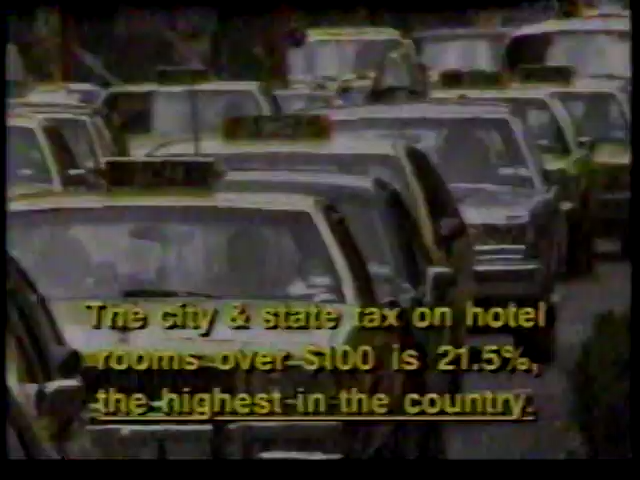 The city & state tax on hotel
rooms over $100 is 21.5%,
the highest in the country.